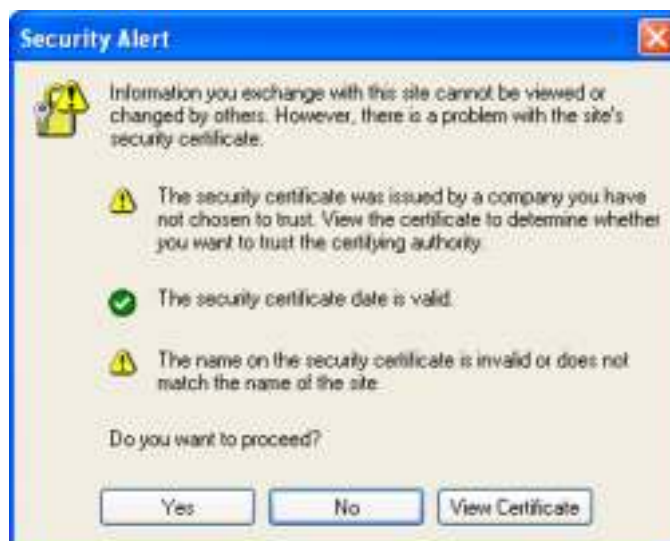 Security Alert
Information you exchange with this site cannot be viewed or
changed by others. However, there is a problem with the site's
security certificate.
The security certificate was issued by a company you have
not chosen to trust. View the certificate to determine whether
you want to trust the certifying authority.
The security certificate date is valid.
The name on the security certificate is invalid or does not
match the name of the site
Do you want to proceed?
Yes
No
View Certificate